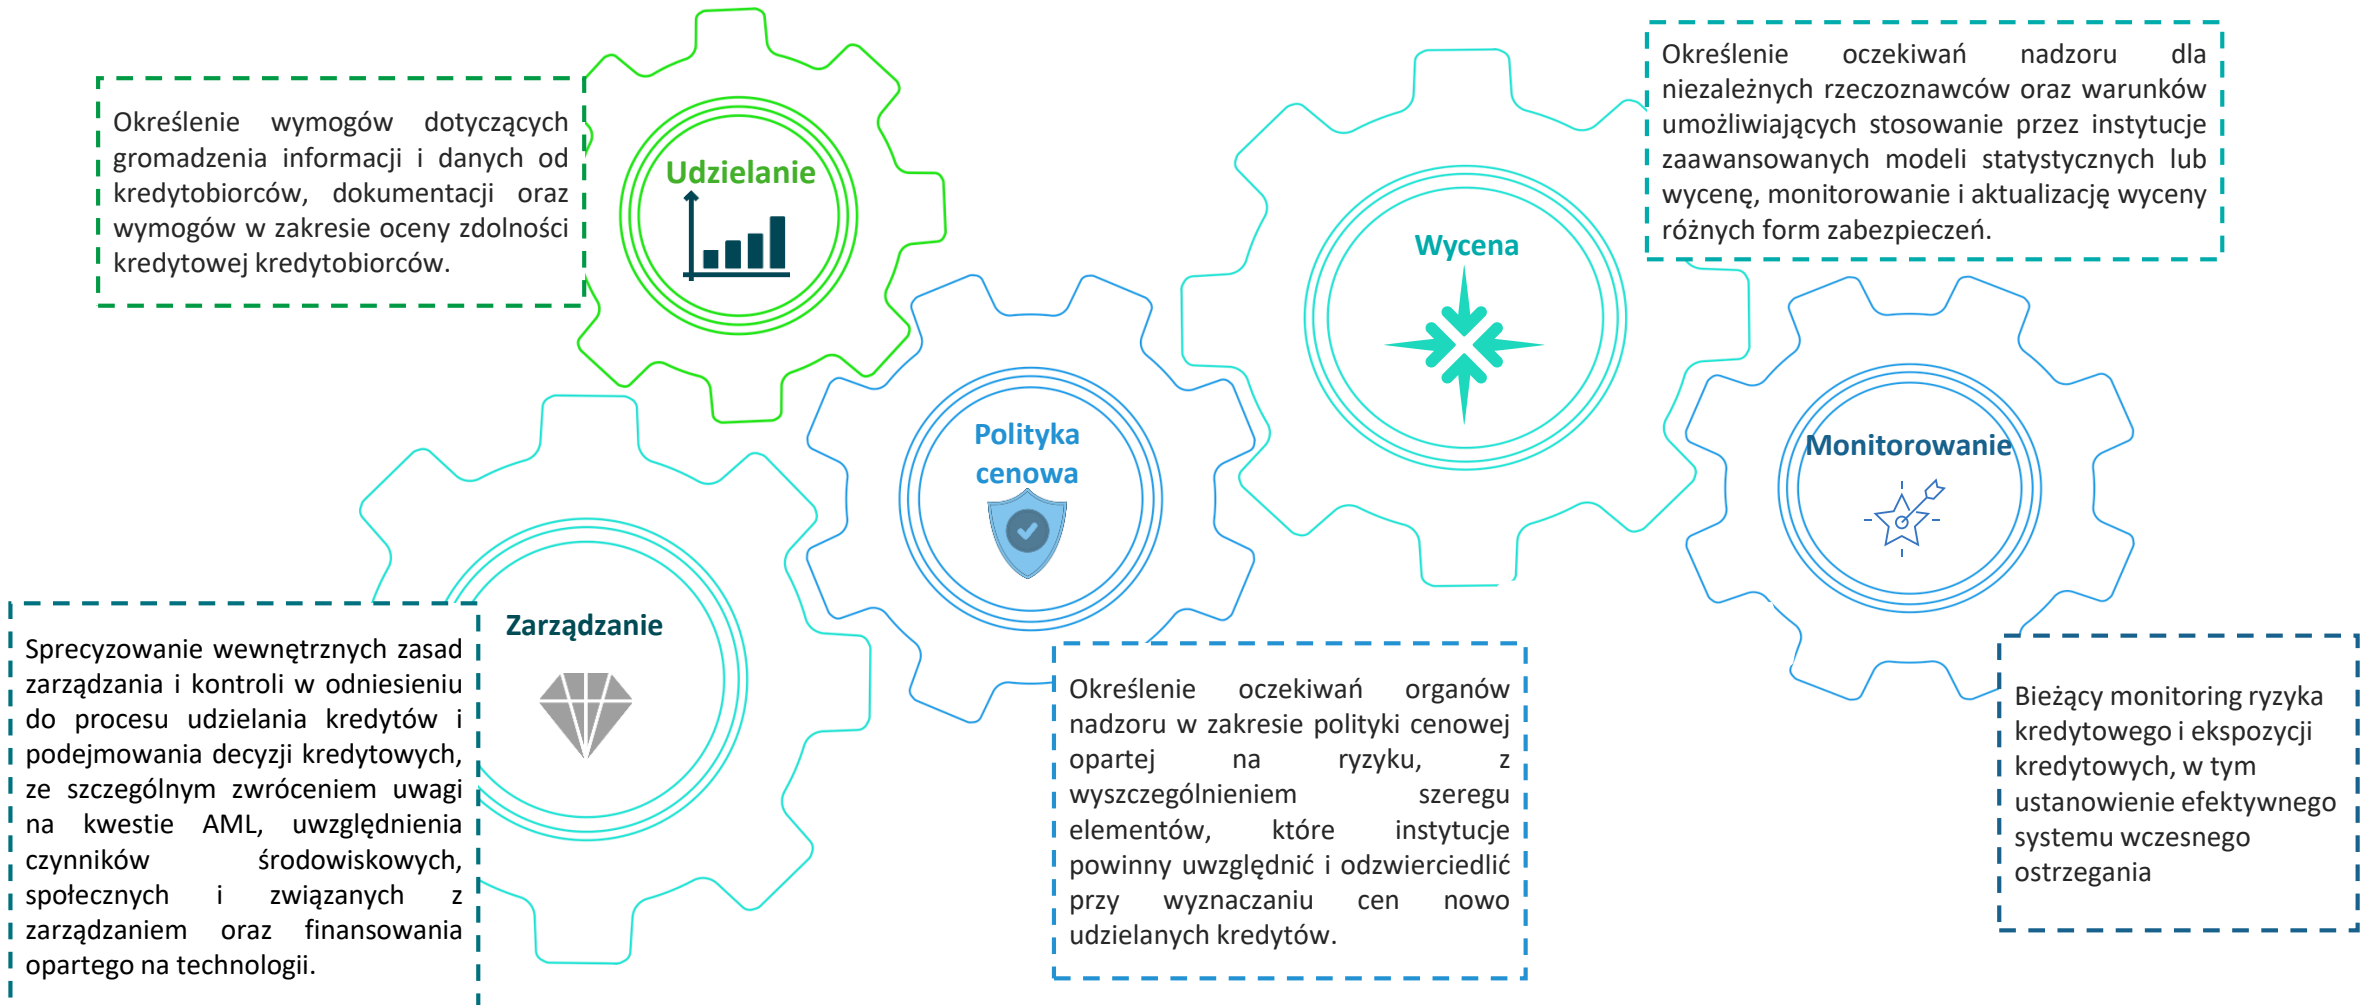 Określenie wymogów dotyczących
gromadzenia informacji i danych od
kredytobiorców, dokumentacji oraz
wymogów w zakresie oceny zdolności
kredytowej kredytobiorców.
Udzielanie
Określenie oczekiwań nadzoru dla
niezależnych rzeczoznawców oraz warunków
umożliwiających stosowanie przez instytucje
zaawansowanych modeli statystycznych lub
wycenę, monitorowanie i aktualizację wyceny
różnych form zabezpieczeń.
Wycena
Polityka
cenowa
Monitorowanie
Zarządzanie
Sprecyzowanie wewnętrznych zasad
zarządzania i kontroli w odniesieniu
do procesu udzielania kredytów i
podejmowania decyzji kredytowych,
ze szczególnym zwróceniem uwagi
na kwestie AML, uwzględnienia
czynników środowiskowych,
społecznych i związanych z
zarządzaniem oraz finansowania
opartego na technologii.
Określenie oczekiwań organów
nadzoru w zakresie polityki cenowej
opartej na ryzyku, z
wyszczególnieniem szeregu
elementów, które instytucje
powinny uwzględnić i odzwierciedlić
przy wyznaczaniu cen nowo
udzielanych kredytów.
Bieżący monitoring ryzyka
kredytowego i ekspozycji
kredytowych, w tym
ustanowienie efektywnego
systemu wczesnego
ostrzegania